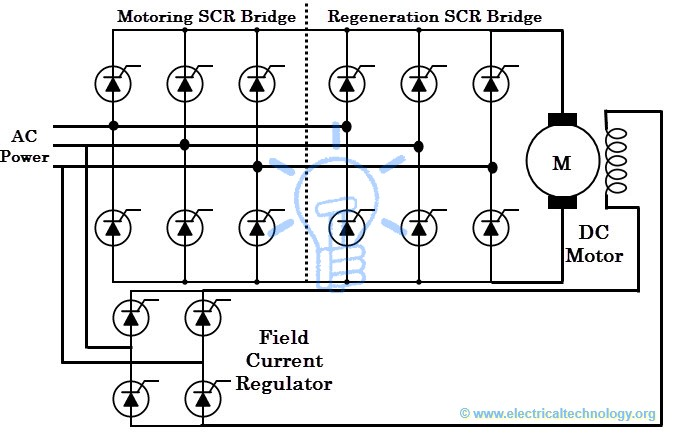 Motoring SCR Bridge
Regeneration SCR Bridge
AC
Power
M
DC
Motor
Field
Current
Regulator
© www.electricaltechnology.org